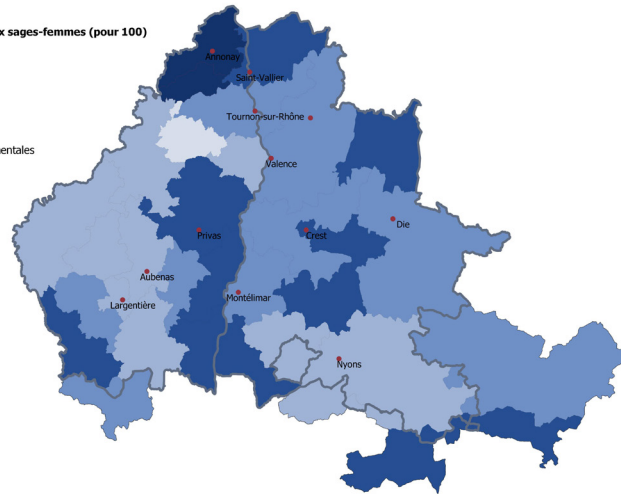 x sages-femmes (pour 100)
Annonay
Saint-Vallier
Tournon-sur-Rhône
entales
Valence
Die
Privas
Crest
Aubenas
Largentière
Montélimar
Nyons